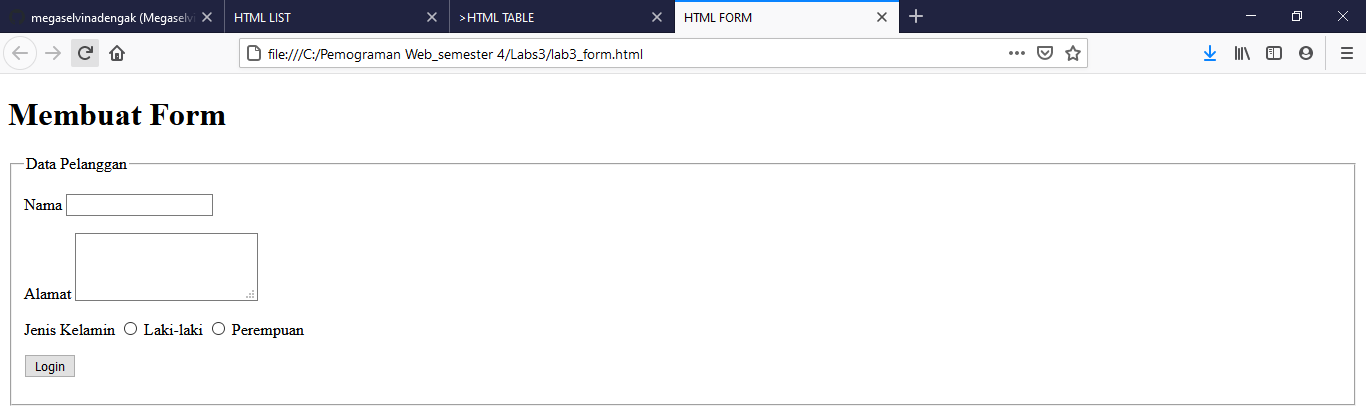 megaselvinadengak (Megaselvi
HTML LIST
>HTML TABLE
HTML FORM
file:///C:/Pemograman Web_semester 4/Labs3/lab3_form.html
Membuat Form
Data Pelanggan
Nama
Alamat
Jenis Kelamin Laki-laki Perempuan
Login